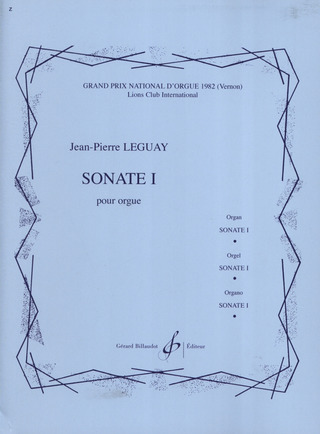 GRAND PRIX NATIONAL D'ORGUE 1982 (Vernon)
Lions Club International
Jean-Pierre LEGUAY
SONATE I
pour orgue
Organ
SONATE I
Orgel
SONATE I
Organo
SONATE I
Gérard Billaudot Éditeur